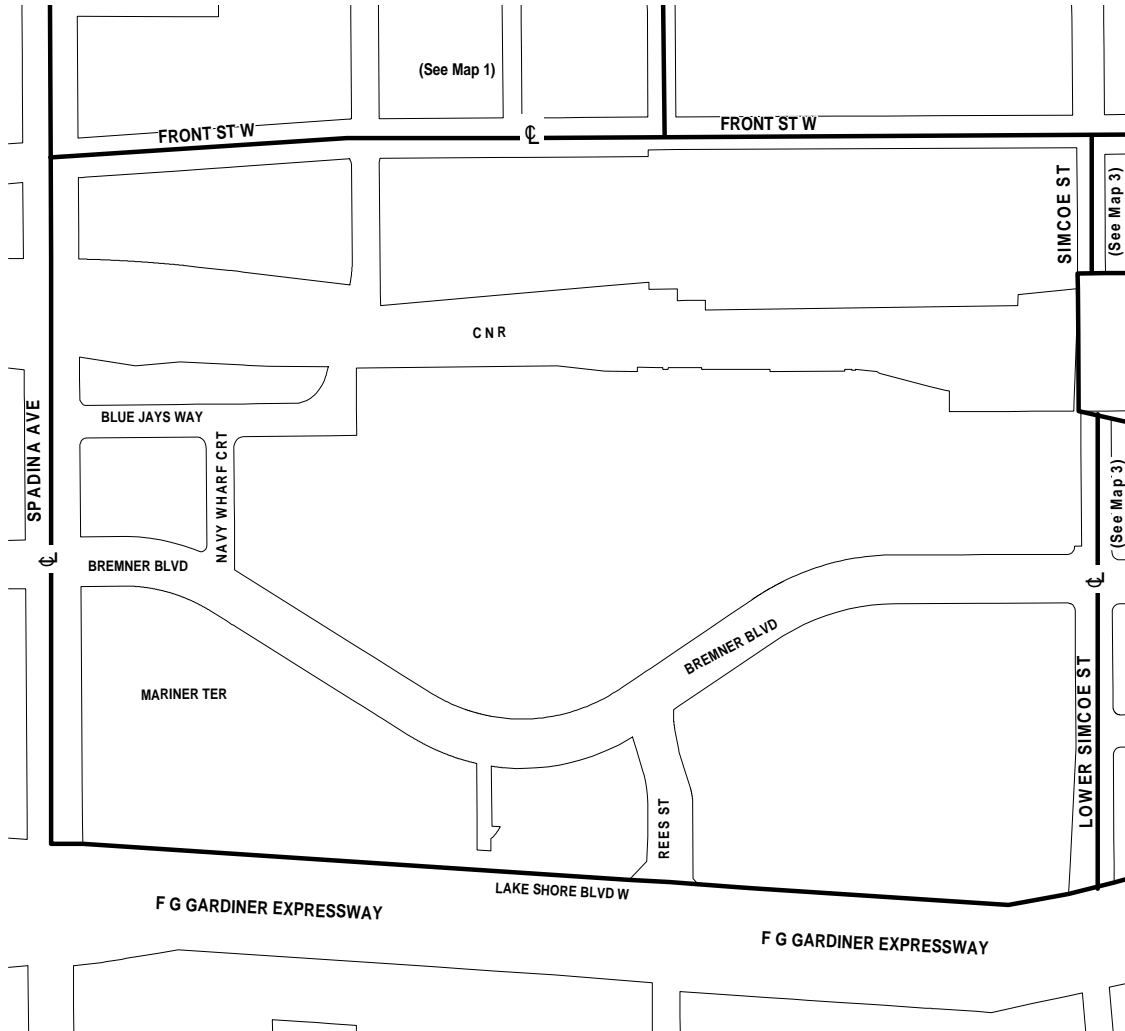 (See Map 1)
FRONT ST W
℄
FRONT ST W
SIMCOE ST
(See Map 3)
C N R
BLUE JAYS WAY
SPADINA AVE
NAVY WHARF CRT
(See Map 3)
℄
BREMNER BLVD
℄
BREMNER BLVD
MARINER TER
LOWER SIMCOE ST
REES ST
LAKE SHORE BLVD W
F G GARDINER EXPRESSWAY
F G GARDINER EXPRESSWAY